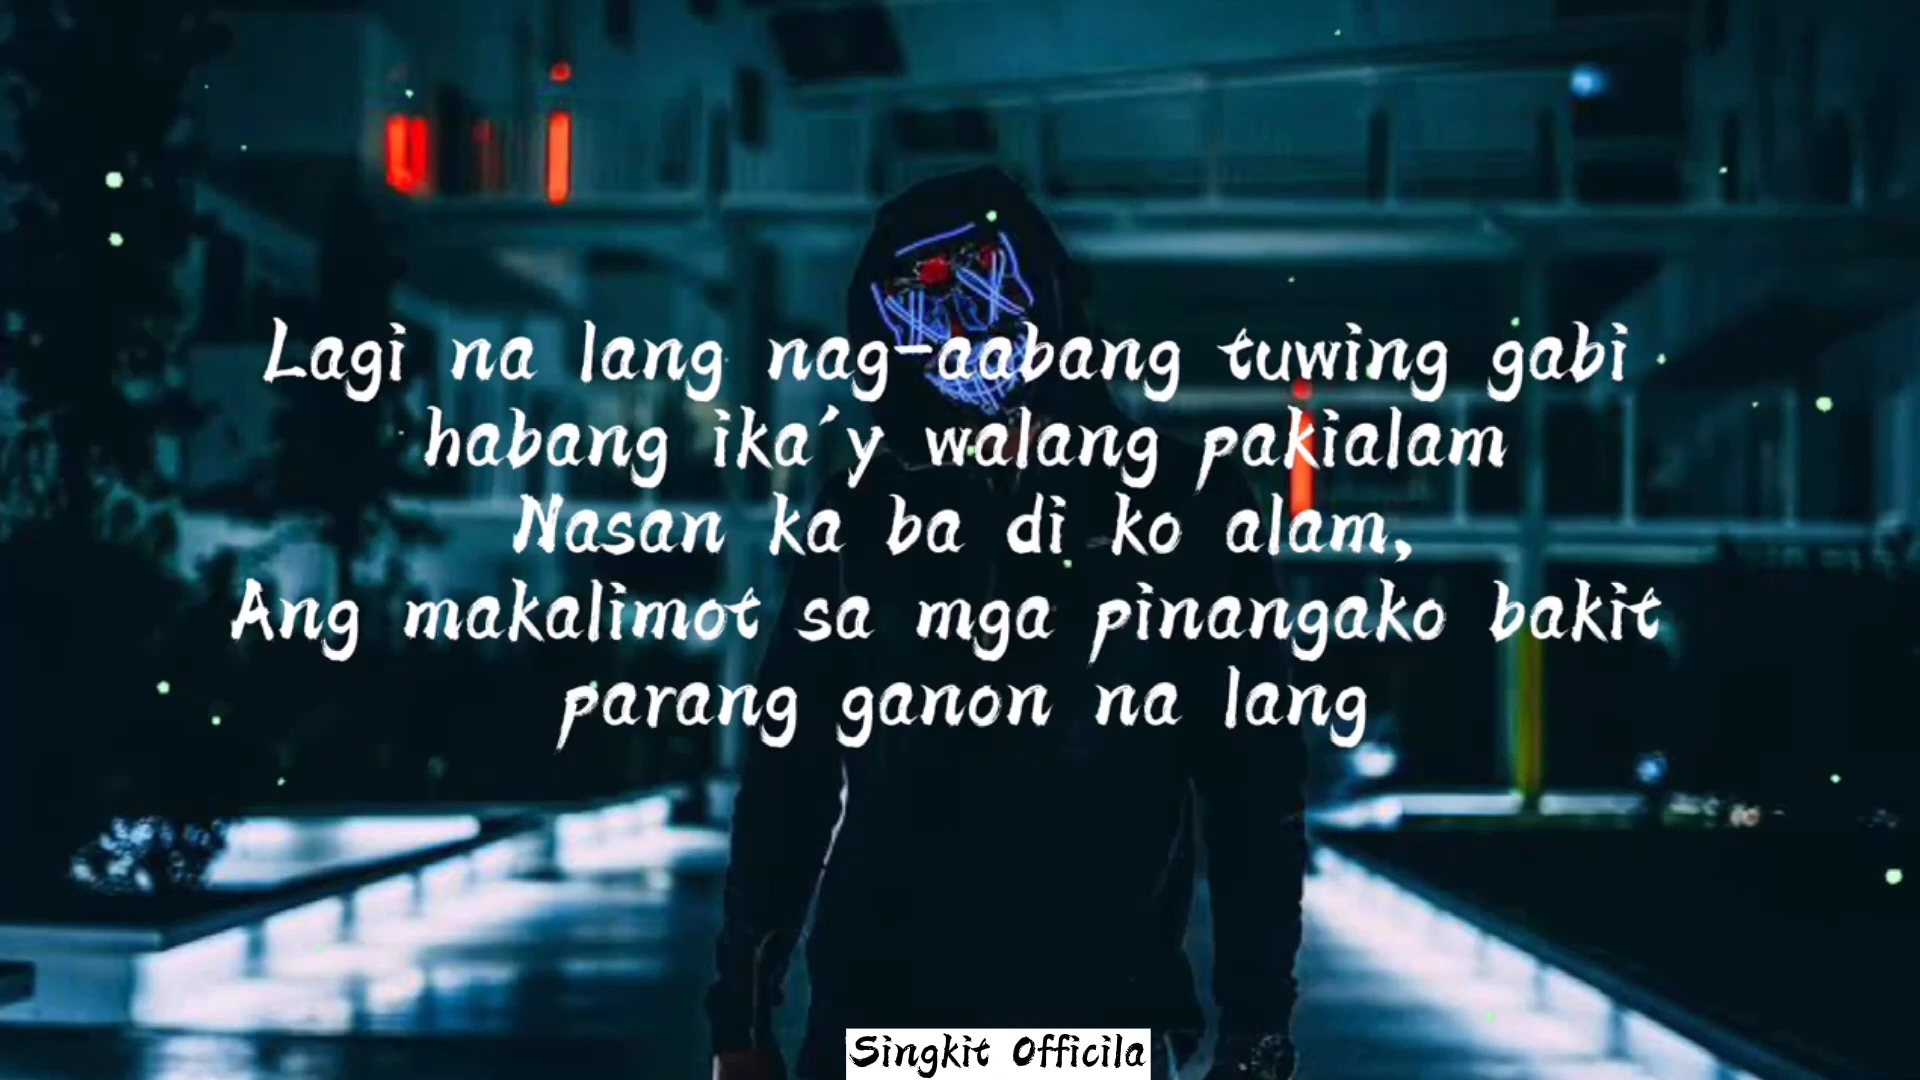 Lagi na lang nag-aabang tuwing gabi
habang ika'y walang pakialam
Nasan ka ba di ko alam,
Ang makalimot sa mga pinangako bakit
parang ganon na lang
Singkit Officila